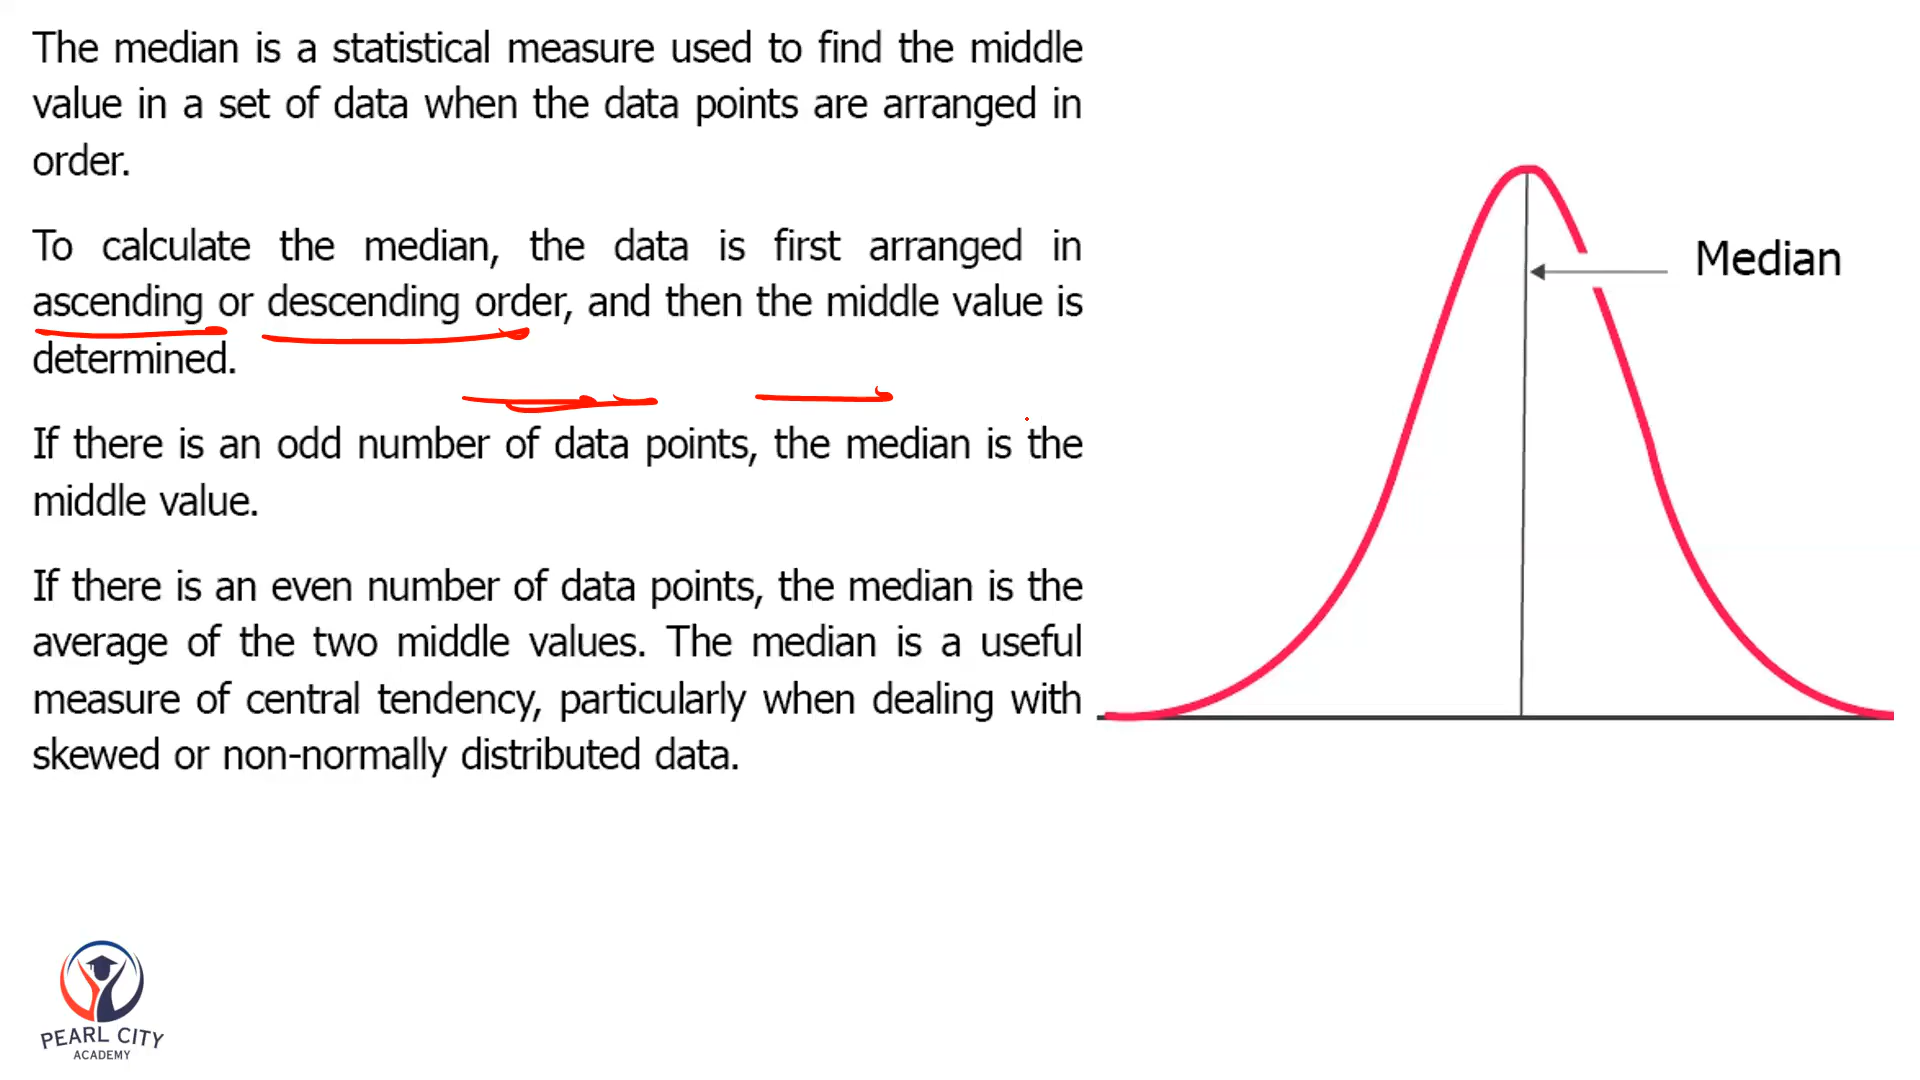 The median is a statistical measure used to find the middle
value in a set of data when the data points are arranged in
order.
To calculate the median, the data is first arranged in
ascending or descending order, and then the middle value is
determined.
If there is an odd number of data points, the median is the
middle value.
If there is an even number of data points, the median is the
average of the two middle values. The median is a useful
measure of central tendency, particularly when dealing with
skewed or non-normally distributed data.
Median
PEARL CITY
ACADEMY